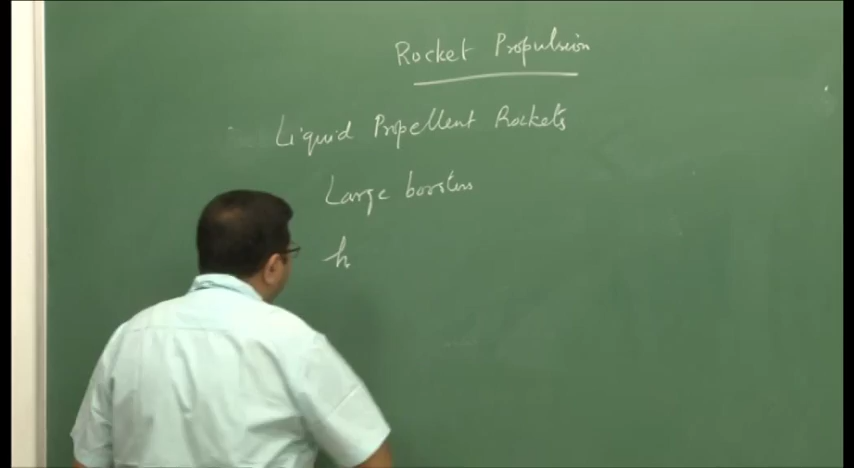 Rocket Propulsion
Liquid Propellent Rockets
Large boosters
h